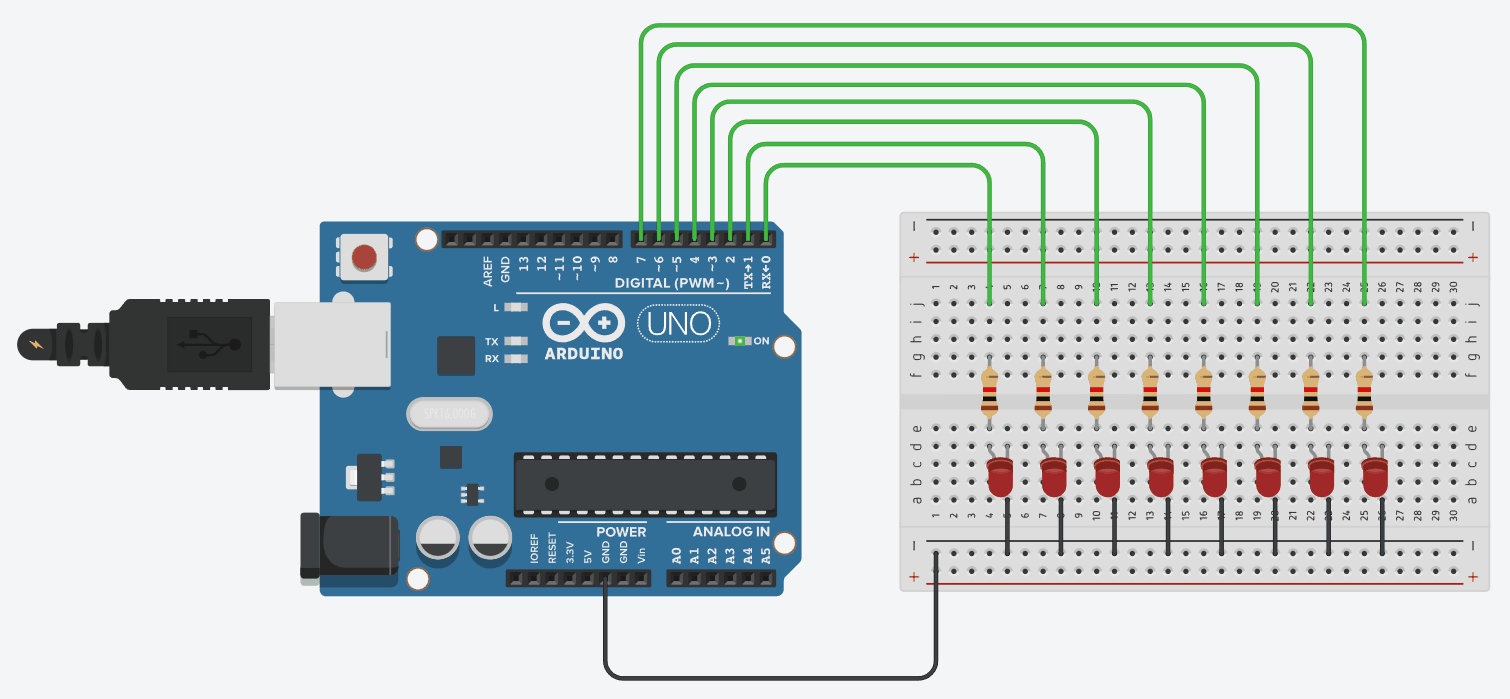 AREF
GND
13
12
~11
~10
~9
8
7
~6
~5
4
~3
2
TX→1
RX←0
DIGITAL (PWM~)
L
TX
RX
ARDUINO
UNO
ON
SPK16.000G
POWER
ANALOG IN
IOREF
RESET
3.3V
5V
GND
GND
Vin
A0
A1
A2
A3
A4
A5
− −
+ +
1 2 3 4 5 6 7 8 9 10 11 12 13 14 15 16 17 18 19 20 21 22 23 24 25 26 27 28 29 30
j j
i i
h h
g g
f f
e e
d d
c c
b b
a a
1 2 3 4 5 6 7 8 9 10 11 12 13 14 15 16 17 18 19 20 21 22 23 24 25 26 27 28 29 30
− −
+ +